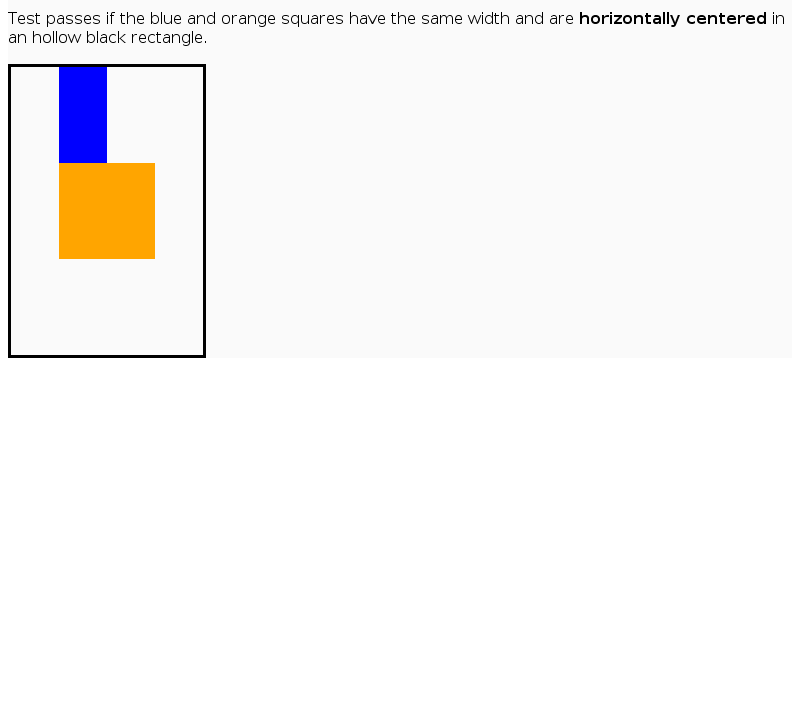 Test passes if the blue and orange squares have the same width and are horizontally centered in
an hollow black rectangle.